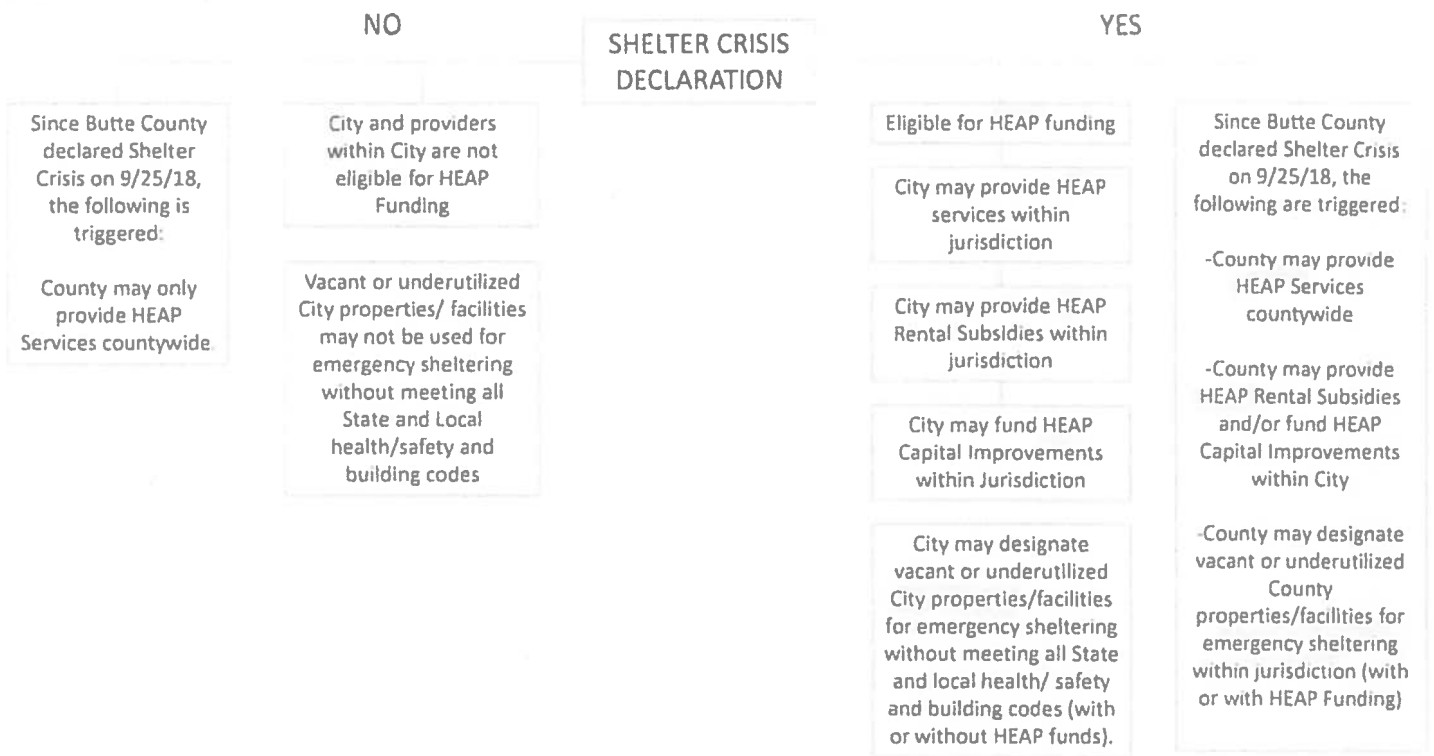 NO
SHELTER CRISIS
DECLARATION
YES
Since Butte County
declared Shelter
Crisis on 9/25/18,
the following is
triggered:
County may only
provide HEAP
Services countywide.
City and providers
within City are not
eligible for HEAP
Funding
Vacant or underutilized
City properties/ facilities
may not be used for
emergency sheltering
without meeting all
State and Local
health/safety and
building codes
Eligible for HEAP funding
City may provide HEAP
services within
jurisdiction
City may provide HEAP
Rental Subsidies within
jurisdiction
City may fund HEAP
Capital Improvements
within Jurisdiction
City may designate
vacant or underutilized
City properties/facilities
for emergency sheltering
without meeting all State
and local health/ safety
and building codes (with
or without HEAP funds).
Since Butte County
declared Shelter Crisis
on 9/25/18, the
following are triggered:
-County may provide
HEAP Services
countywide
-County may provide
HEAP Rental Subsidies
and/or fund HEAP
Capital Improvements
within City
-County may designate
vacant or underutilized
County
properties/facilities for
emergency sheltering
within jurisdiction (with
or with HEAP Funding)